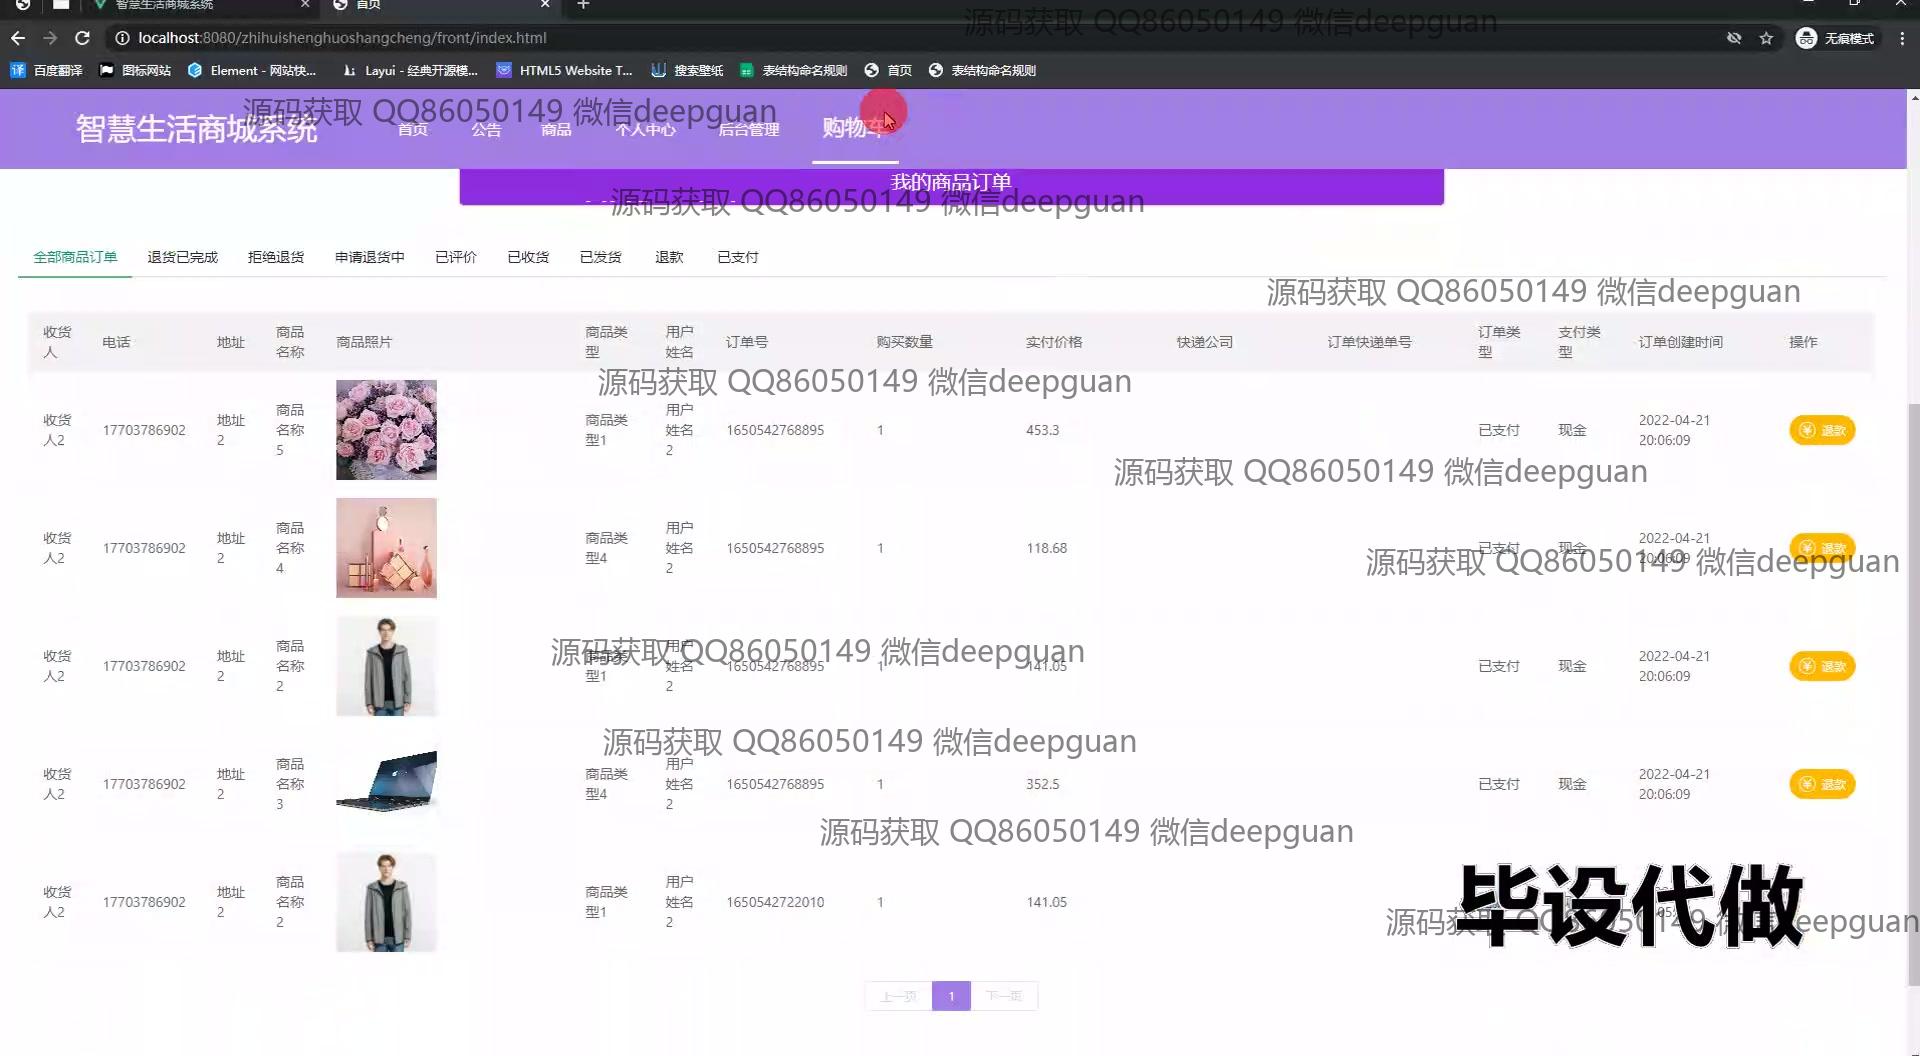 智慧生活商城系统
首页
localhost:8080/zhihuishenghuoshangcheng/front/index.html
无痕模式
百度翻译 图标网站 Element - 网站快... Layui - 经典开源模... HTML5 Website T... 搜索壁纸 表结构命名规则 首页 表结构命名规则
源码获取 QQ86050149 微信deepguan
源码获取 QQ86050149 微信deepguan
智慧生活商城系统 首页 公告 商品 个人中心 后台管理 购物车
我的商品订单
源码获取 QQ86050149 微信deepguan
全部商品订单 退货已完成 拒绝退货 申请退货中 已评价 已收货 已发货 退款 已支付
源码获取 QQ86050149 微信deepguan
收货人 电话 地址 商品名称 商品照片 商品类型 用户姓名 订单号 购买数量 实付价格 快递公司 订单快递单号 订单类型 支付类型 订单创建时间 操作
源码获取 QQ86050149 微信deepguan
收货人2 17703786902 地址2 商品名称5 商品类型1 用户姓名2 1650542768895 1 453.3 已支付 现金 2022-04-21 20:06:09 退款
源码获取 QQ86050149 微信deepguan
收货人2 17703786902 地址2 商品名称4 商品类型4 用户姓名2 1650542768895 1 118.68 已支付 现金 2022-04-21 20:06:09 退款
源码获取 QQ86050149 微信deepguan
收货人2 17703786902 地址2 商品名称2 商品类型1 用户姓名2 1650542768895 1 141.05 已支付 现金 2022-04-21 20:06:09 退款
源码获取 QQ86050149 微信deepguan
源码获取 QQ86050149 微信deepguan
收货人2 17703786902 地址2 商品名称3 商品类型4 用户姓名2 1650542768895 1 352.5 已支付 现金 2022-04-21 20:06:09 退款
源码获取 QQ86050149 微信deepguan
收货人2 17703786902 地址2 商品名称2 商品类型1 用户姓名2 1650542722010 1 141.05
毕设代做
源码获取 QQ86050149 微信deepguan
上一页 1 下一页